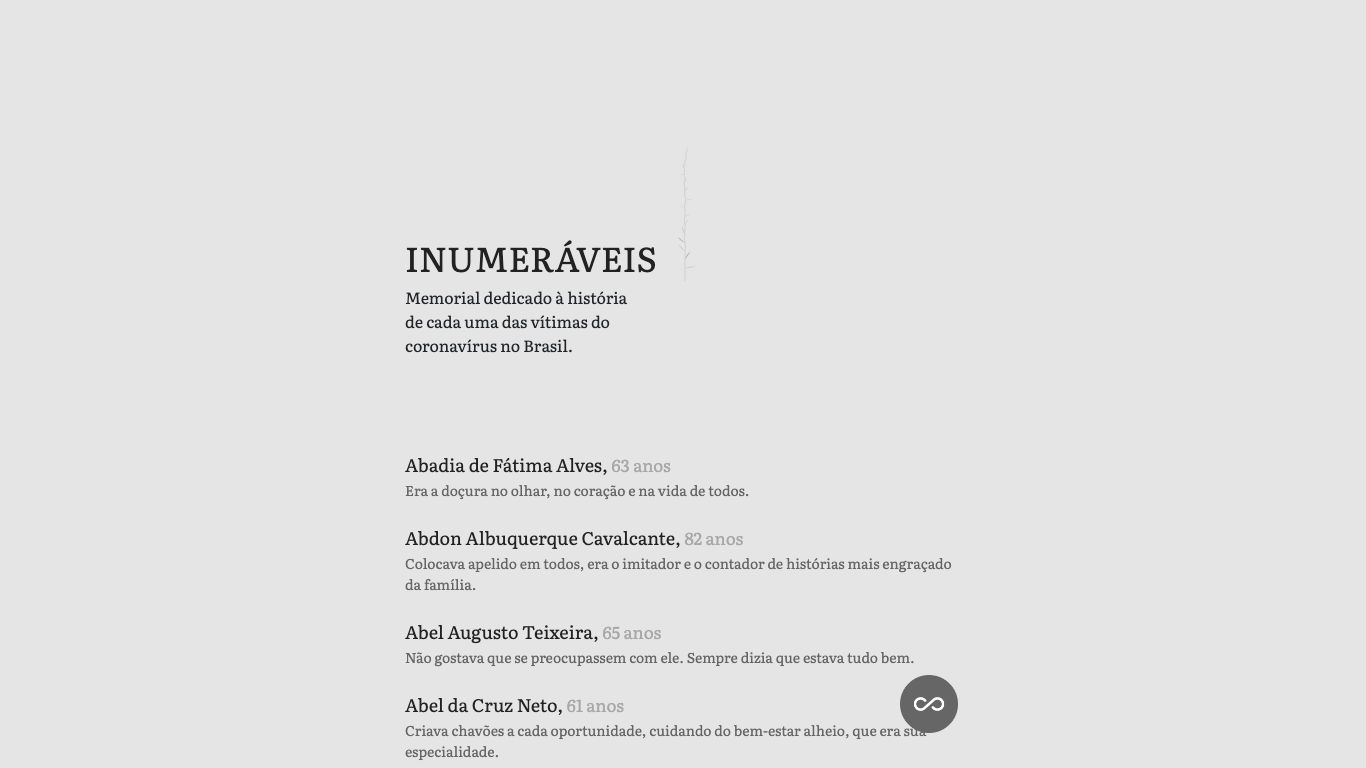 INUMERÁVEIS
Memorial dedicado à história
de cada uma das vítimas do
coronavírus no Brasil.
Abadia de Fátima Alves, 63 anos
Era a doçura no olhar, no coração e na vida de todos.
Abdon Albuquerque Cavalcante, 82 anos
Colocava apelido em todos, era o imitador e o contador de histórias mais engraçado
da família.
Abel Augusto Teixeira, 65 anos
Não gostava que se preocupassem com ele. Sempre dizia que estava tudo bem.
Abel da Cruz Neto, 61 anos
Criava chavões a cada oportunidade, cuidando do bem-estar alheio, que era sua
especialidade.